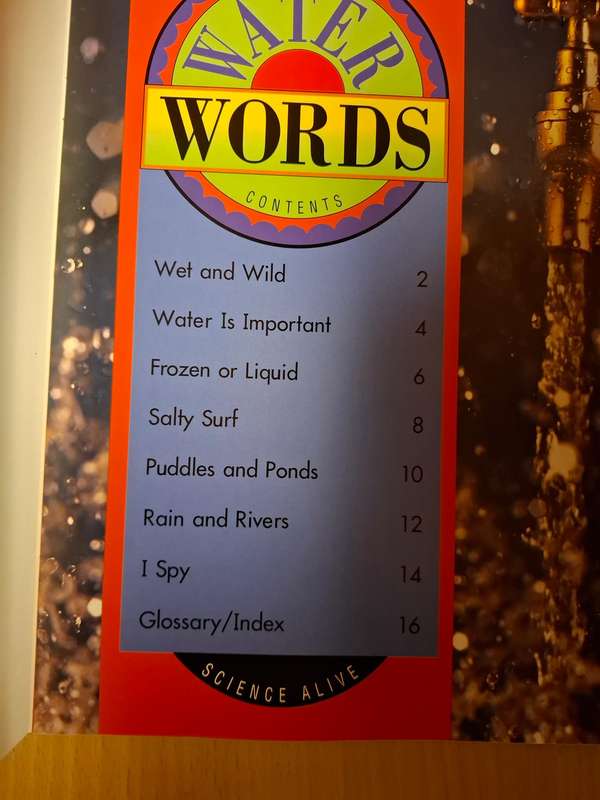 WATER
WORDS
CONTENTS
Wet and Wild 2
Water Is Important 4
Frozen or Liquid 6
Salty Surf 8
Puddles and Ponds 10
Rain and Rivers 12
I Spy 14
Glossary/Index 16
SCIENCE ALIVE